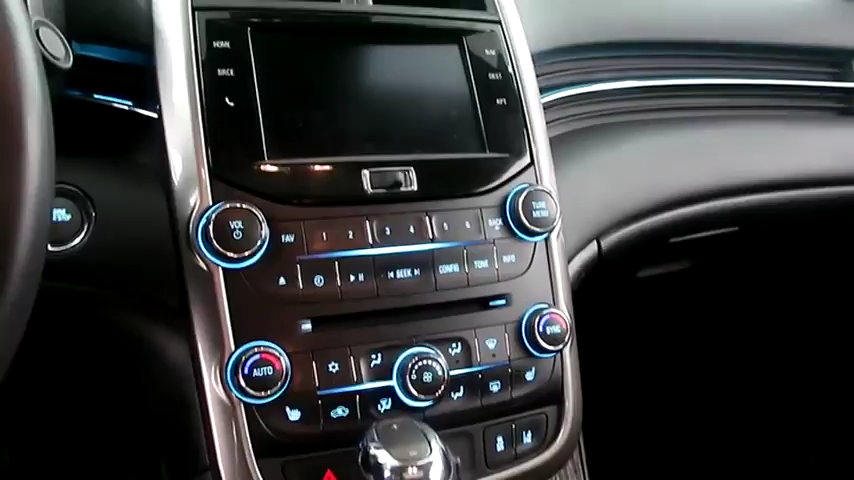 HOME
NAV
BACK
DEST
RPT
VOL
FAV
1 2 3 4 5 6
BACK
TUNE
MENU
SEEK
CONFIG
TONE
INFO
AUTO
SYNC